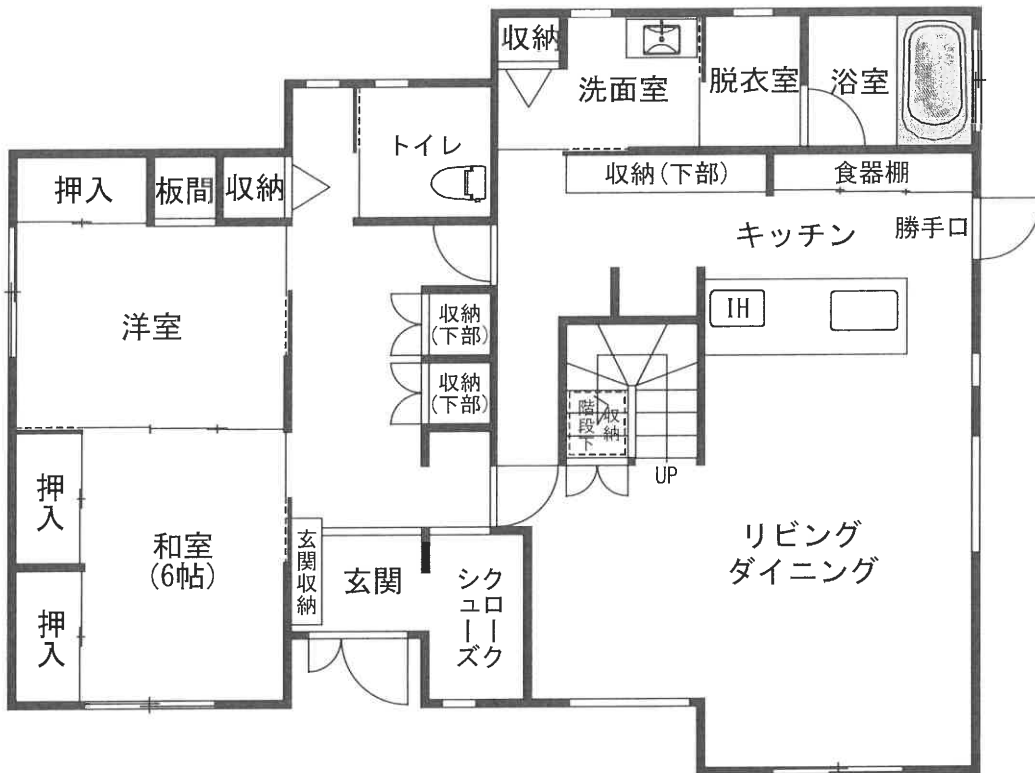 収納
洗面室
脱衣室
浴室
トイレ
押入
板間
収納
収納(下部)
食器棚
キッチン
勝手口
洋室
収納
(下部)
IH
収納
(下部)
階段下
収納
UP
押入
和室
(6帖)
玄関収納
玄関
シューズ
クローク
リビング
ダイニング
押入